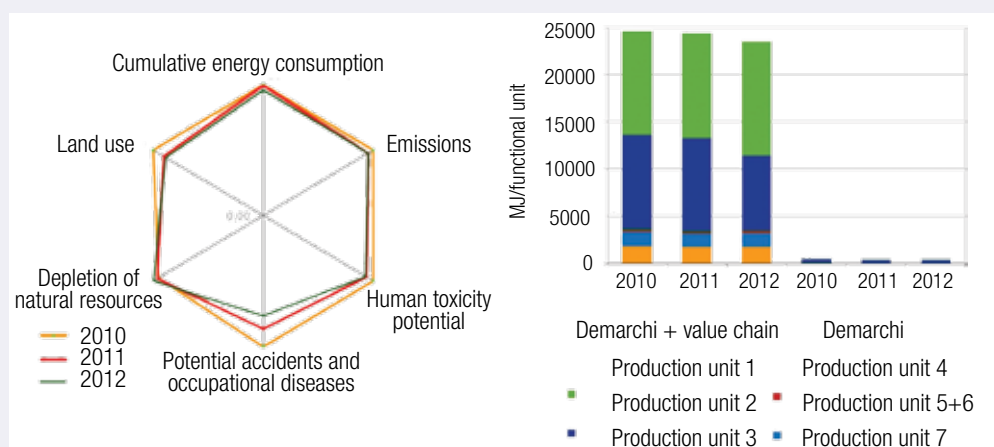 Cumulative energy consumption
Land use
Emissions
0,00
Depletion of
natural resources
Human toxicity
potential
Potential accidents and
occupational diseases
2010
2011
2012
MJ/functional unit
25000
20000
15000
10000
5000
0
2010 2011 2012 2010 2011 2012
Demarchi + value chain Demarchi
Production unit 1 Production unit 4
Production unit 2 Production unit 5+6
Production unit 3 Production unit 7